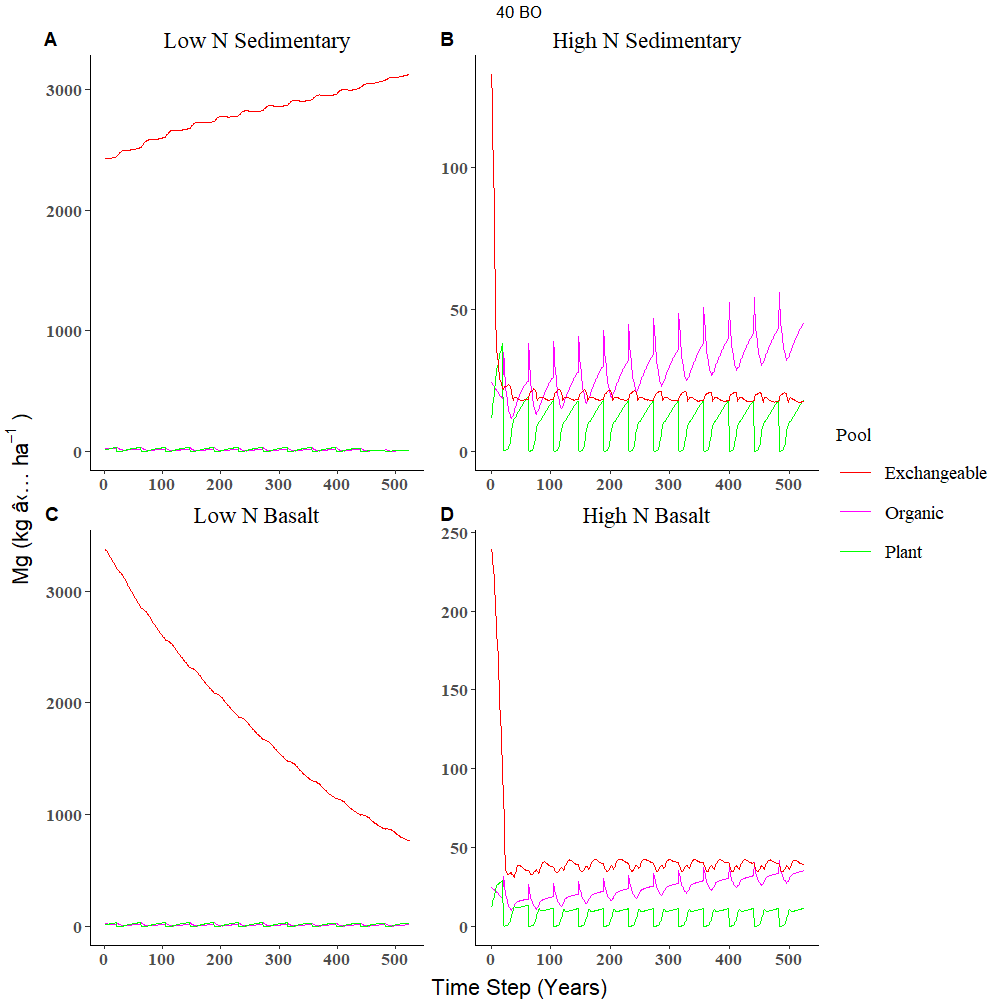 40 BO
A Low N Sedimentary
B High N Sedimentary
3000
2000
1000
0
100
50
0
0 100 200 300 400 500
0 100 200 300 400 500
C Low N Basalt
D High N Basalt
3000
2000
1000
0
250
200
150
100
50
0
0 100 200 300 400 500
0 100 200 300 400 500
Mg (kg â‹… ha⁻¹ )
Time Step (Years)
Pool
Exchangeable
Organic
Plant